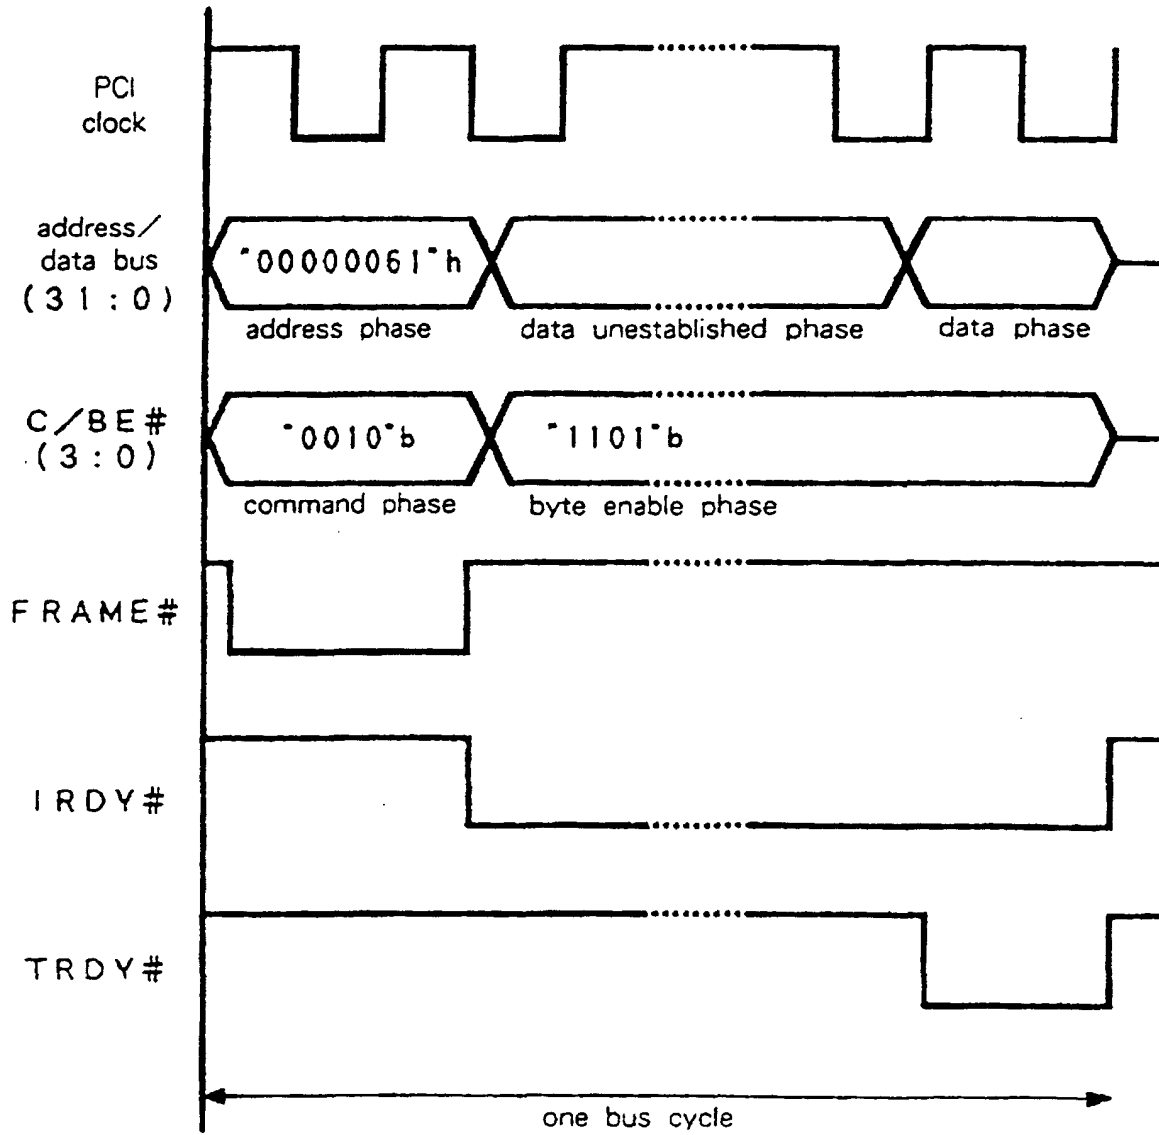 PCI
clock
address/
data bus
(31:0)
"00000061"h
address phase
data unestablished phase
data phase
C/BE#
(3:0)
"0010"b
"1101"b
command phase
byte enable phase
FRAME#
IRDY#
TRDY#
one bus cycle